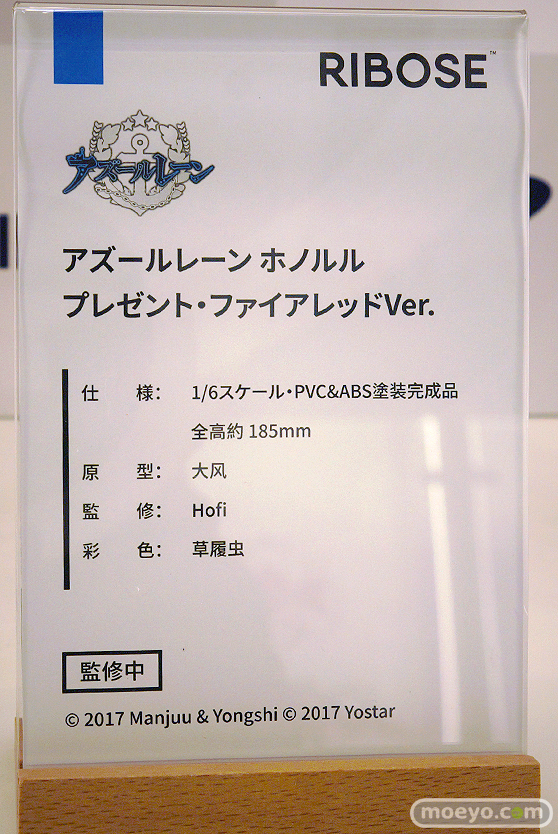 RIBOSE™
アズールレーン
アズールレーン ホノルル
プレゼント・ファイアレッドVer.
仕 様： 1/6スケール・PVC&ABS塗装完成品
全高約 185mm
原 型： 大风
監 修： Hofi
彩 色： 草履虫
監修中
© 2017 Manjuu & Yongshi © 2017 Yostar
moeyo.com